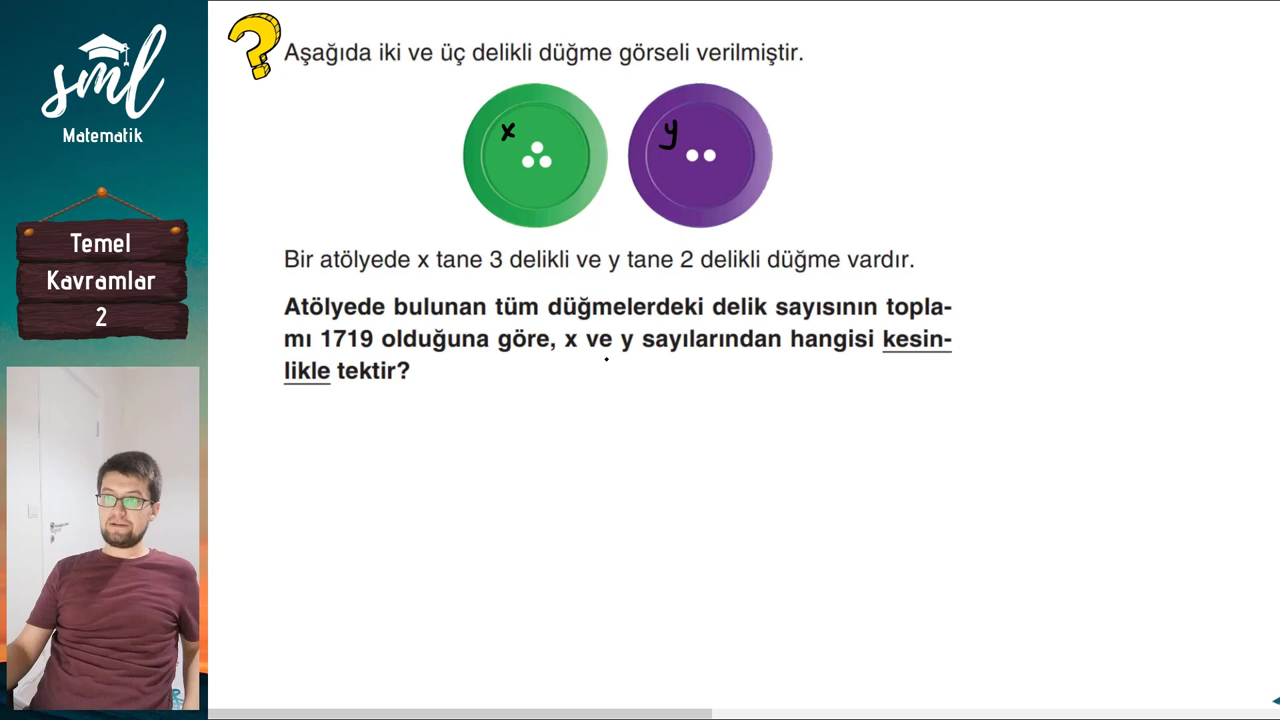 sml
Matematik
Temel
Kavramlar
2
Aşağıda iki ve üç delikli düğme görseli verilmiştir.
x
y
Bir atölyede x tane 3 delikli ve y tane 2 delikli düğme vardır.
Atölyede bulunan tüm düğmelerdeki delik sayısının topla-
mı 1719 olduğuna göre, x ve y sayılarından hangisi kesin-
likle tektir?